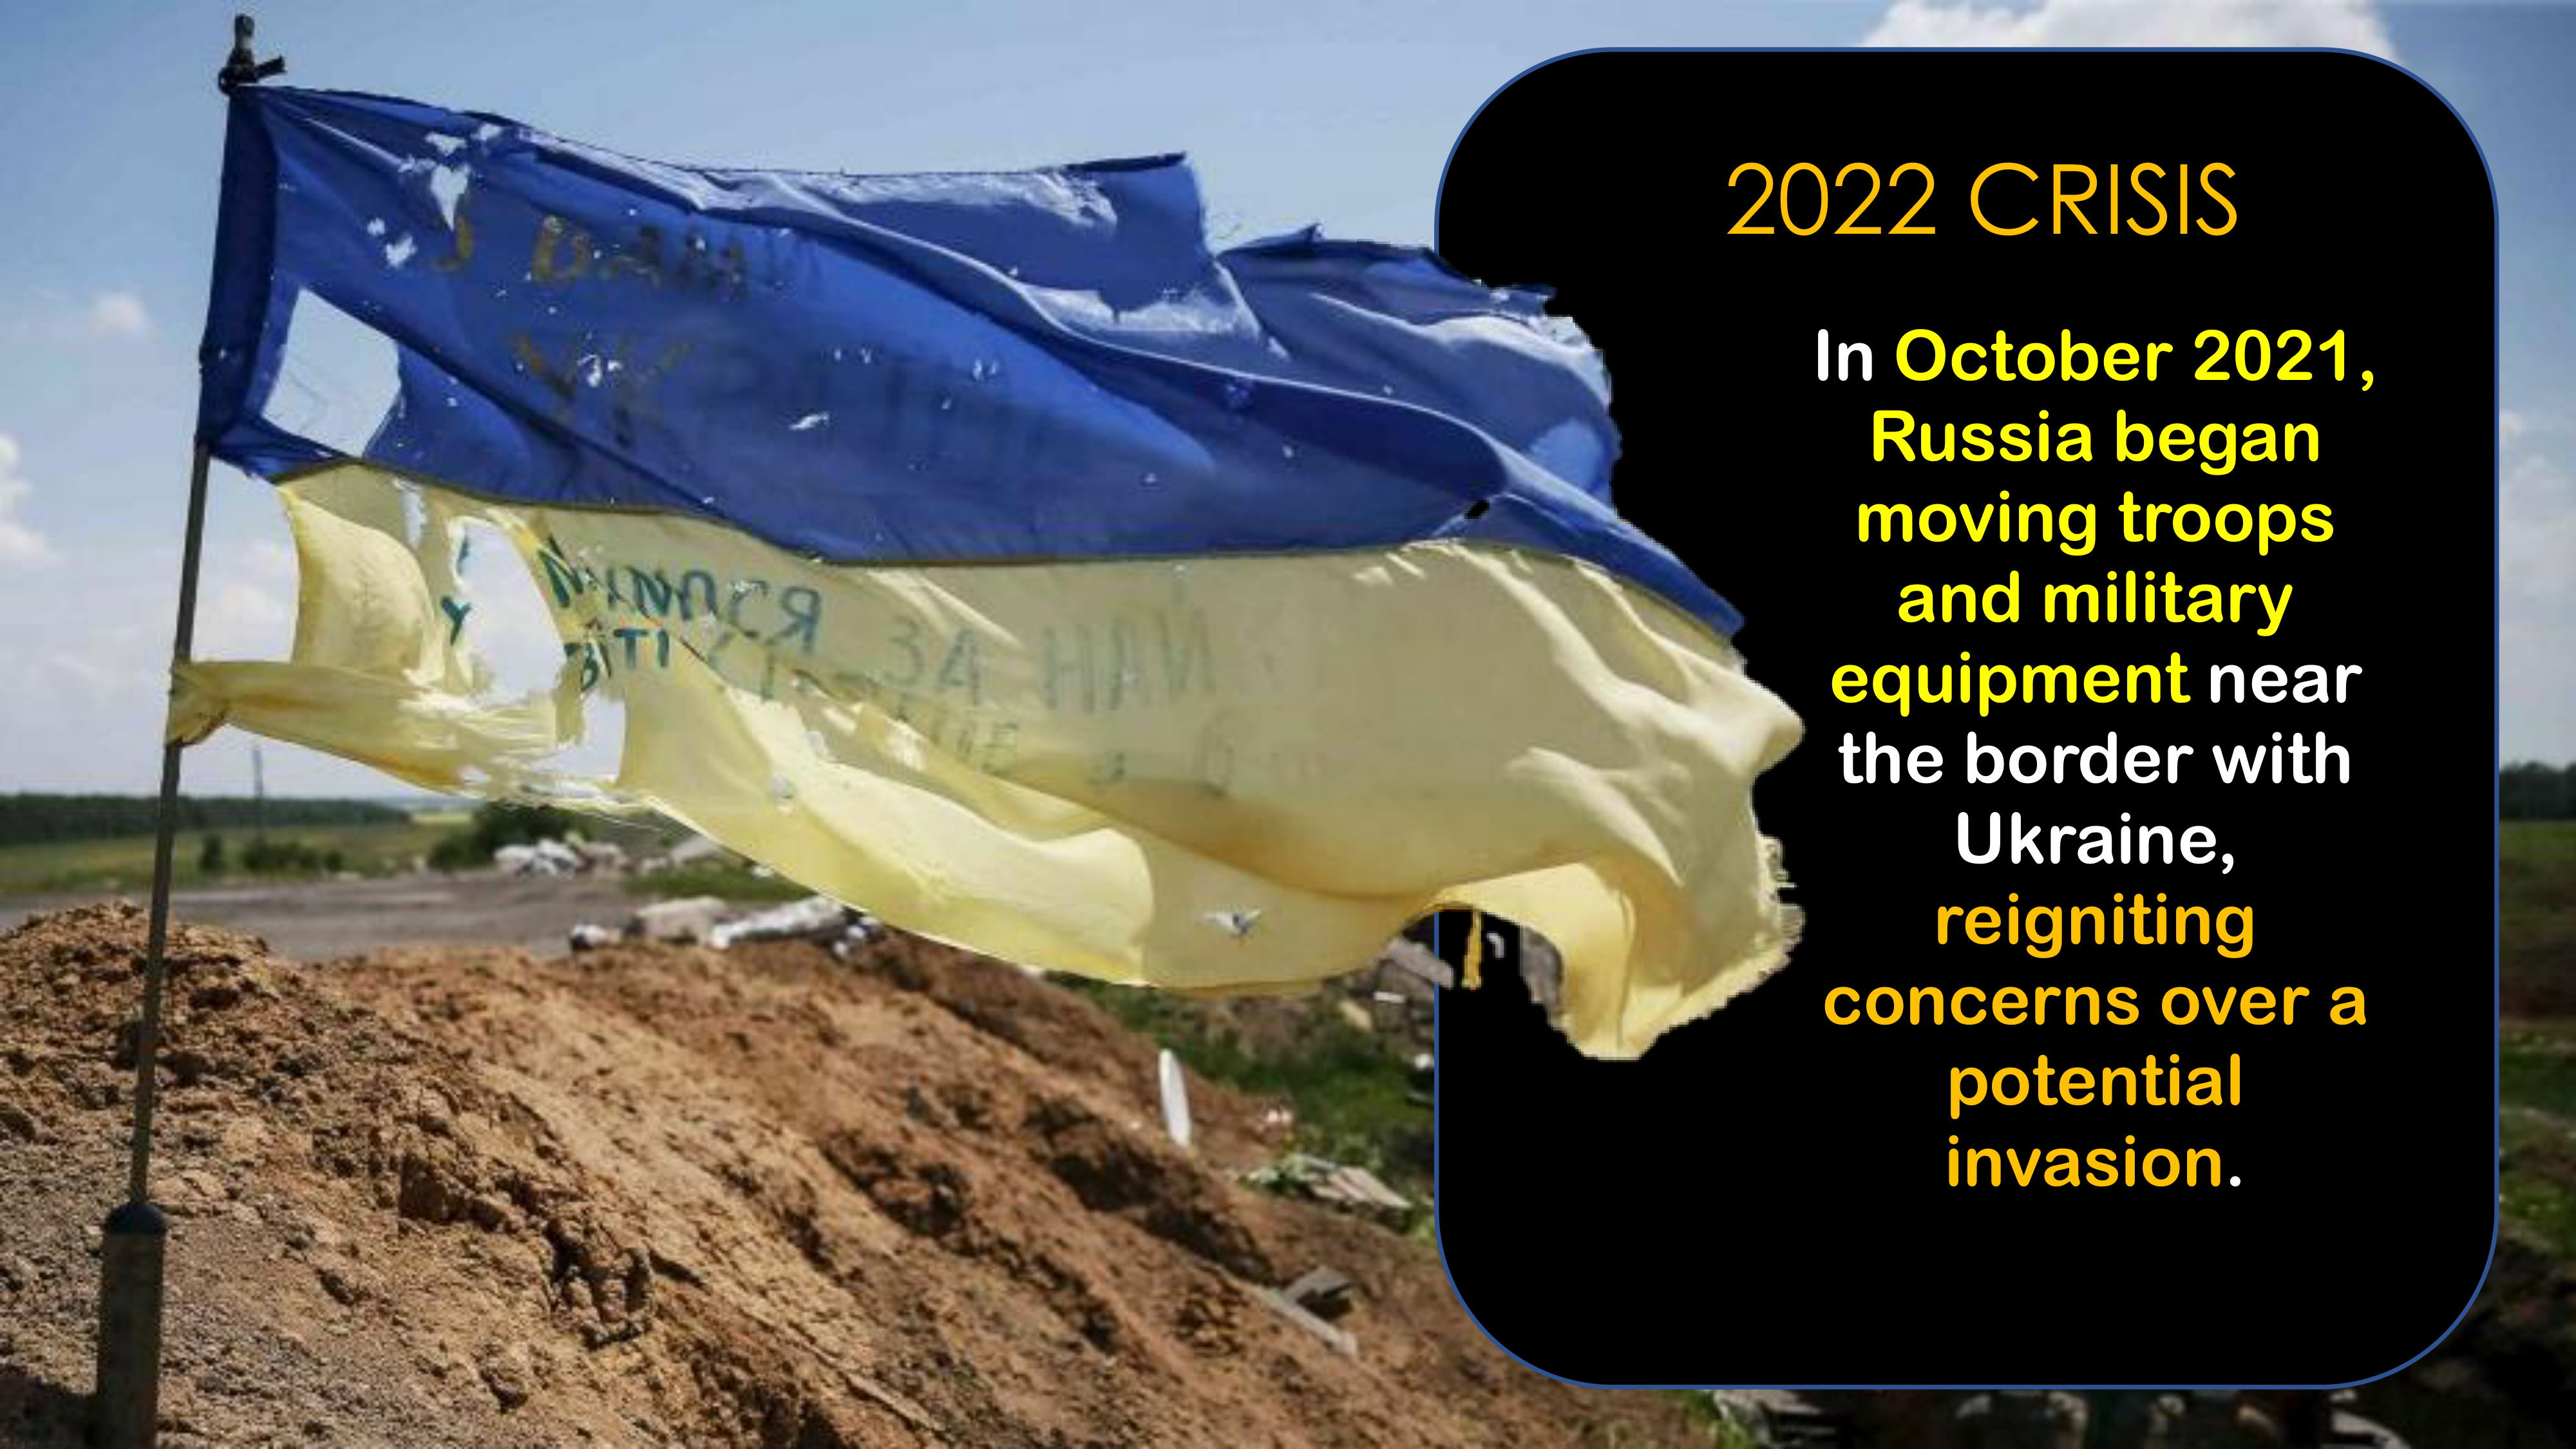 2022 CRISIS
In October 2021,
Russia began
moving troops
and military
equipment near
the border with
Ukraine,
reigniting
concerns over a
potential
invasion.
ЗА